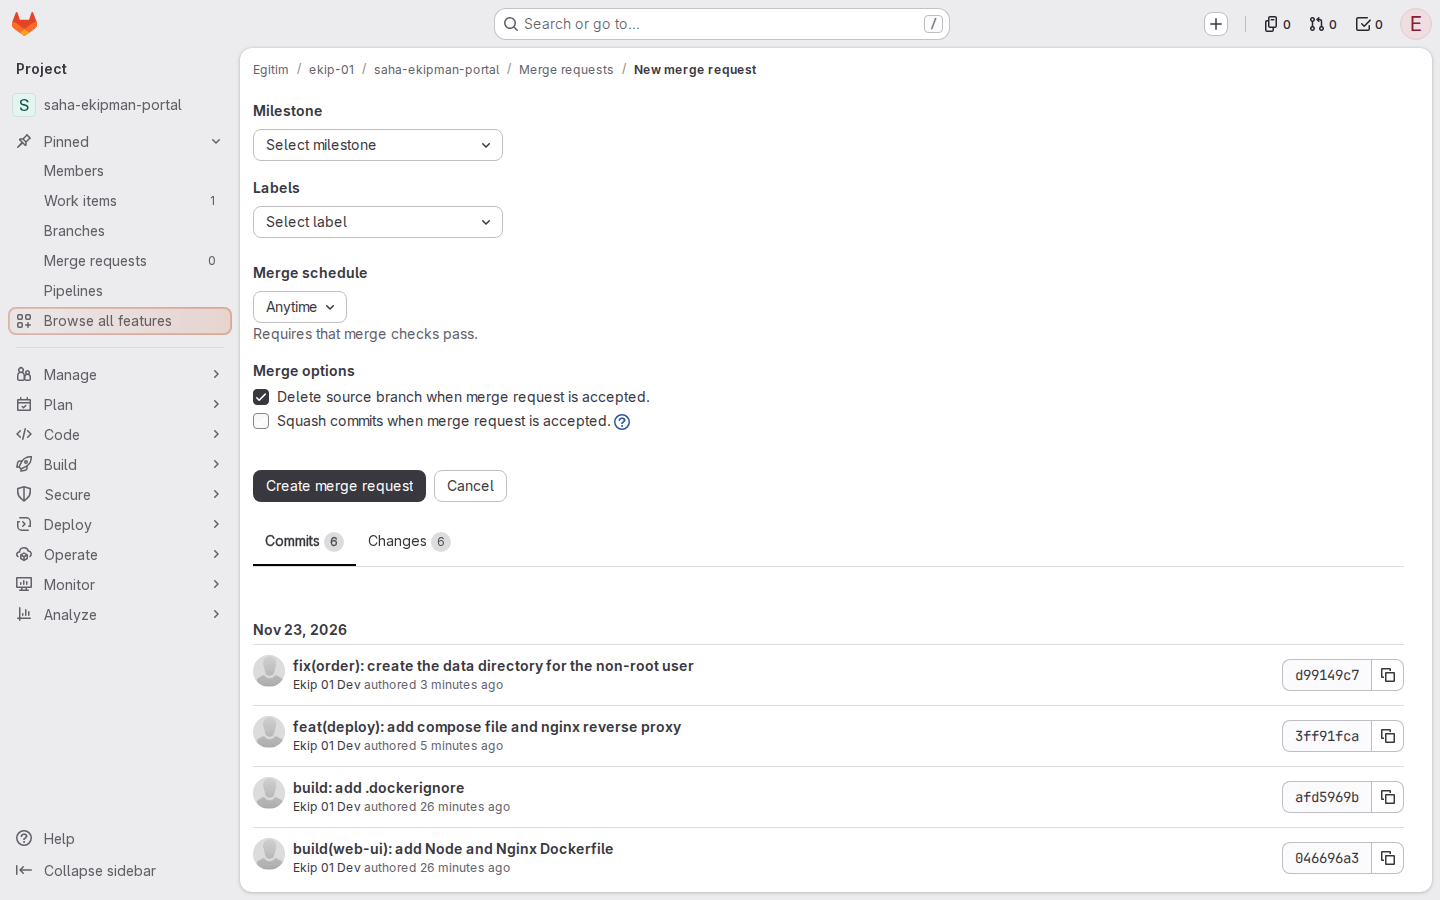 Search or go to...
/
0
0
0
E
Project
S
saha-ekipman-portal
Pinned
Members
Work items
1
Branches
Merge requests
0
Pipelines
Browse all features
Manage
Plan
Code
Build
Secure
Deploy
Operate
Monitor
Analyze
Help
Collapse sidebar
Egitim / ekip-01 / saha-ekipman-portal / Merge requests / New merge request
Milestone
Select milestone
Labels
Select label
Merge schedule
Anytime
Requires that merge checks pass.
Merge options
Delete source branch when merge request is accepted.
Squash commits when merge request is accepted.
Create merge request
Cancel
Commits 6
Changes 6
Nov 23, 2026
fix(order): create the data directory for the non-root user
Ekip 01 Dev authored 3 minutes ago
d99149c7
feat(deploy): add compose file and nginx reverse proxy
Ekip 01 Dev authored 5 minutes ago
3ff91fca
build: add .dockerignore
Ekip 01 Dev authored 26 minutes ago
afd5969b
build(web-ui): add Node and Nginx Dockerfile
Ekip 01 Dev authored 26 minutes ago
046696a3